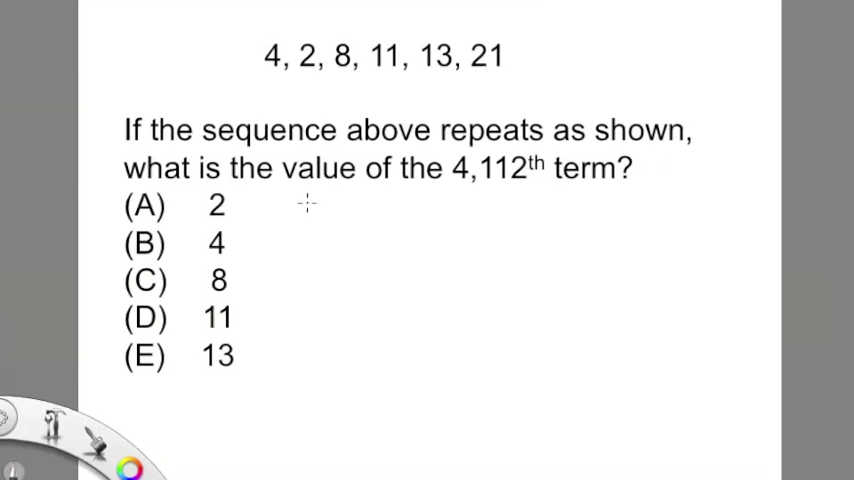 4, 2, 8, 11, 13, 21
If the sequence above repeats as shown,
what is the value of the 4,112th term?
(A) 2
(B) 4
(C) 8
(D) 11
(E) 13